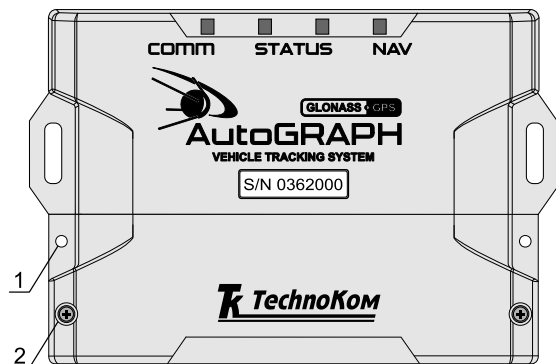 COMM STATUS NAV
GLONASS GPS
AutoGRAPH
VEHICLE TRACKING SYSTEM
S/N 0362000
1
TK TechnoKom
2